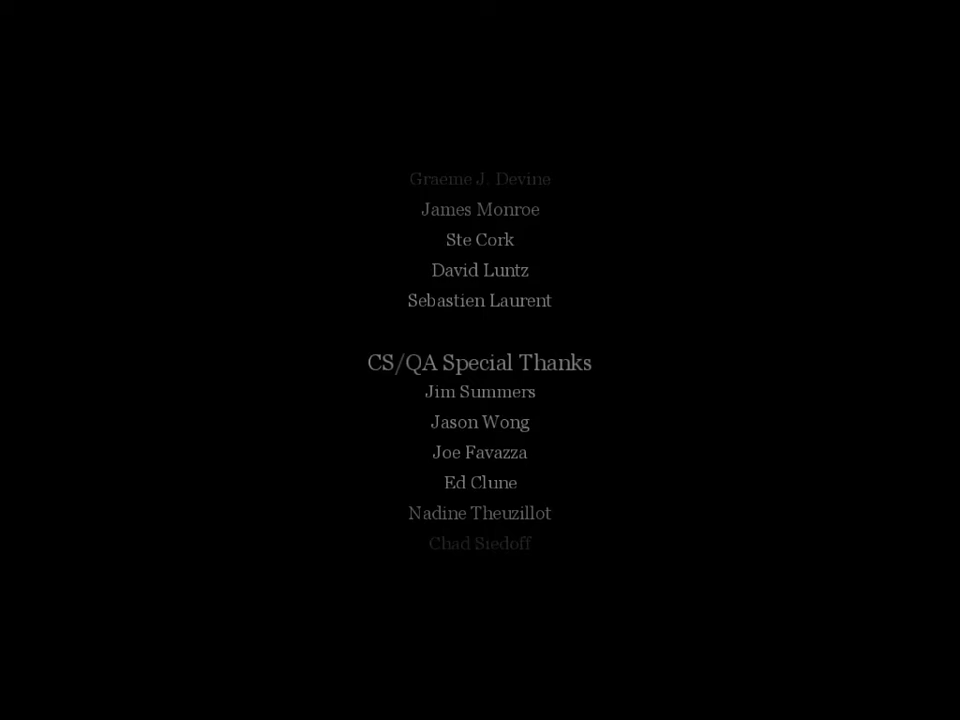 Graeme J. Devine
James Monroe
Ste Cork
David Luntz
Sebastien Laurent
CS/QA Special Thanks
Jim Summers
Jason Wong
Joe Favazza
Ed Clune
Nadine Theuzillot
Chad Siedoff